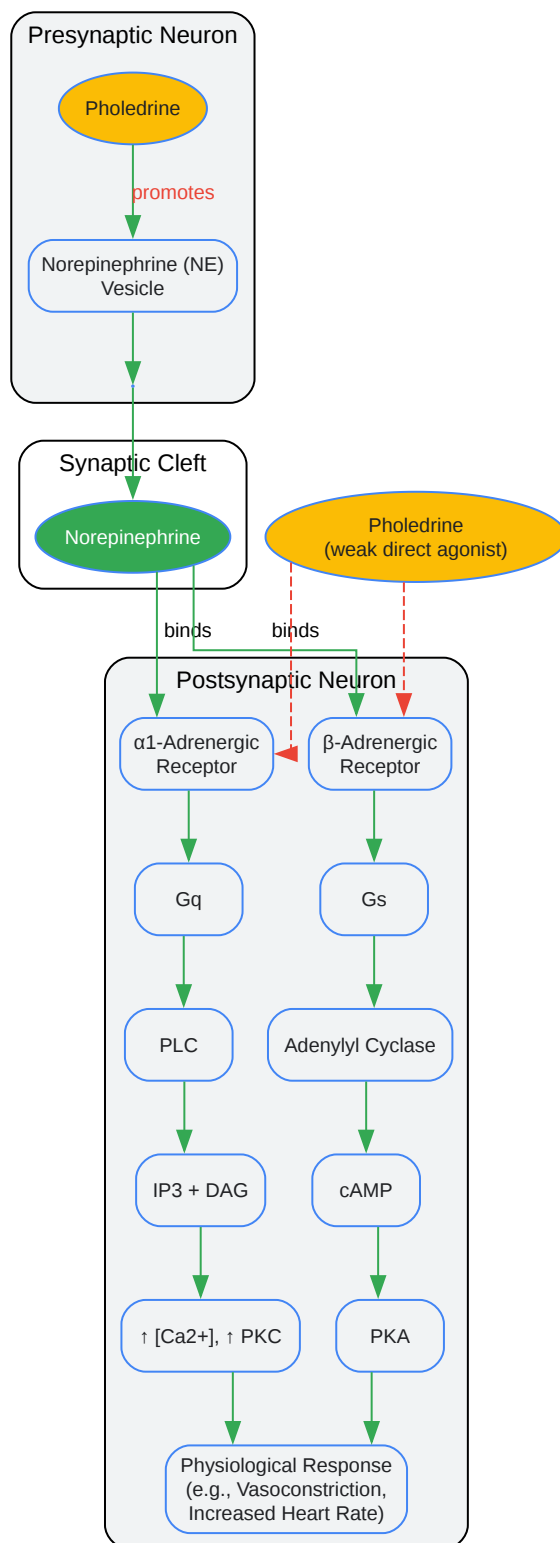 Presynaptic Neuron
Pholedrine
promotes
Norepinephrine (NE)
Vesicle
Synaptic Cleft
Norepinephrine
Pholedrine
(weak direct agonist)
binds
binds
Postsynaptic Neuron
α1-Adrenergic
Receptor
β-Adrenergic
Receptor
Gq
Gs
PLC
Adenylyl Cyclase
IP3 + DAG
cAMP
↑ [Ca2+], ↑ PKC
PKA
Physiological Response
(e.g., Vasoconstriction,
Increased Heart Rate)